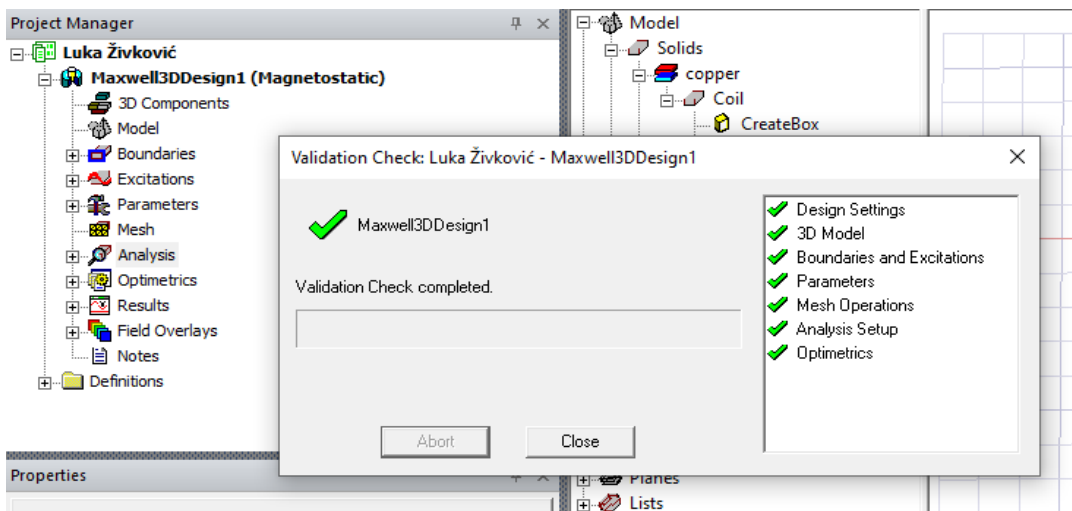 Project Manager
Luka Živković
Maxwell3DDesign1 (Magnetostatic)
3D Components
Model
Boundaries
Excitations
Parameters
Mesh
Analysis
Optimetrics
Results
Field Overlays
Notes
Definitions
Properties
Model
Solids
copper
Coil
CreateBox
Validation Check: Luka Živković - Maxwell3DDesign1
Maxwell3DDesign1
Validation Check completed.
Abort
Close
Design Settings
3D Model
Boundaries and Excitations
Parameters
Mesh Operations
Analysis Setup
Optimetrics
Planes
Lists